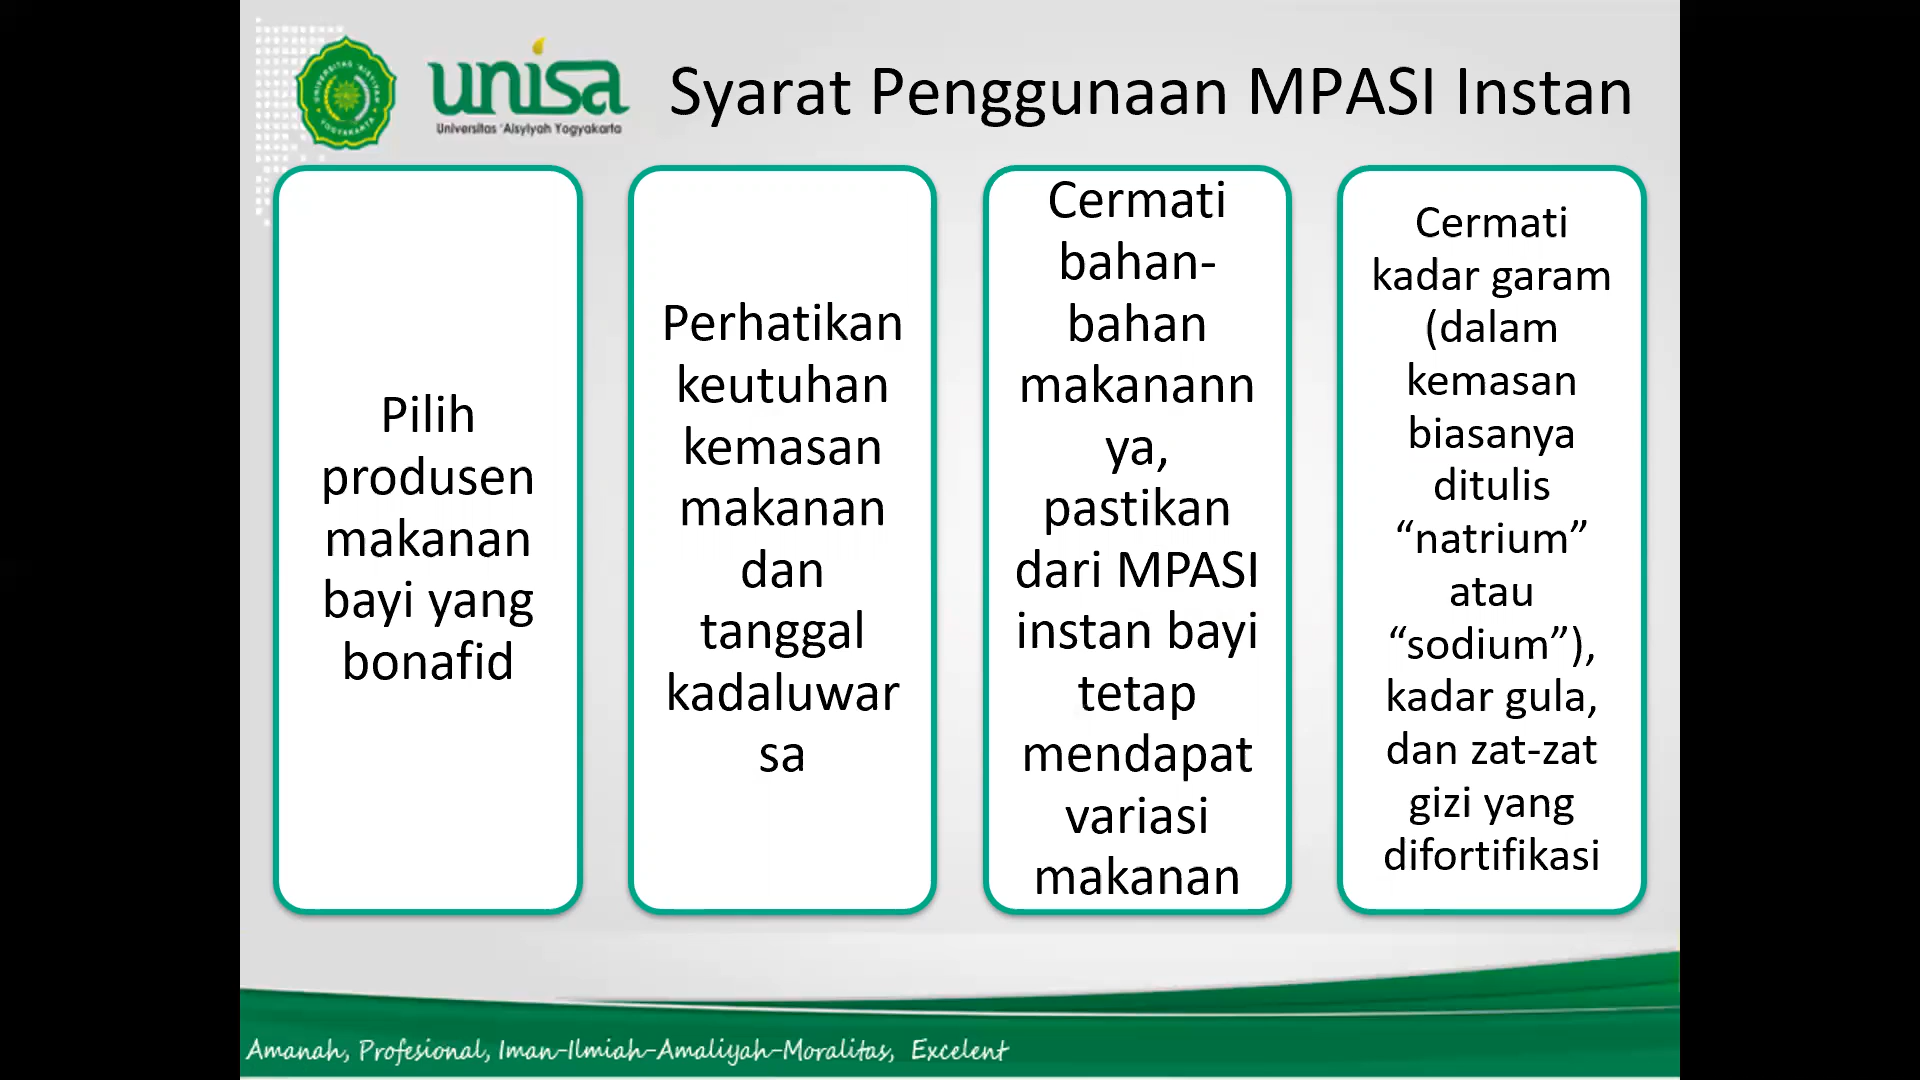 UNIVERSITAS 'AISYIYAH
YOGYAKARTA
unisa
Universitas 'Aisyiyah Yogyakarta
Syarat Penggunaan MPASI Instan
Pilih
produsen
makanan
bayi yang
bonafid
Perhatikan
keutuhan
kemasan
makanan
dan
tanggal
kadaluwar
sa
Cermati
bahan-
bahan
makanann
ya,
pastikan
dari MPASI
instan bayi
tetap
mendapat
variasi
makanan
Cermati
kadar garam
(dalam
kemasan
biasanya
ditulis
“natrium”
atau
“sodium”),
kadar gula,
dan zat-zat
gizi yang
difortifikasi
Amanah, Profesional, Iman-Ilmiah-Amaliyah-Moralitas, Excelent